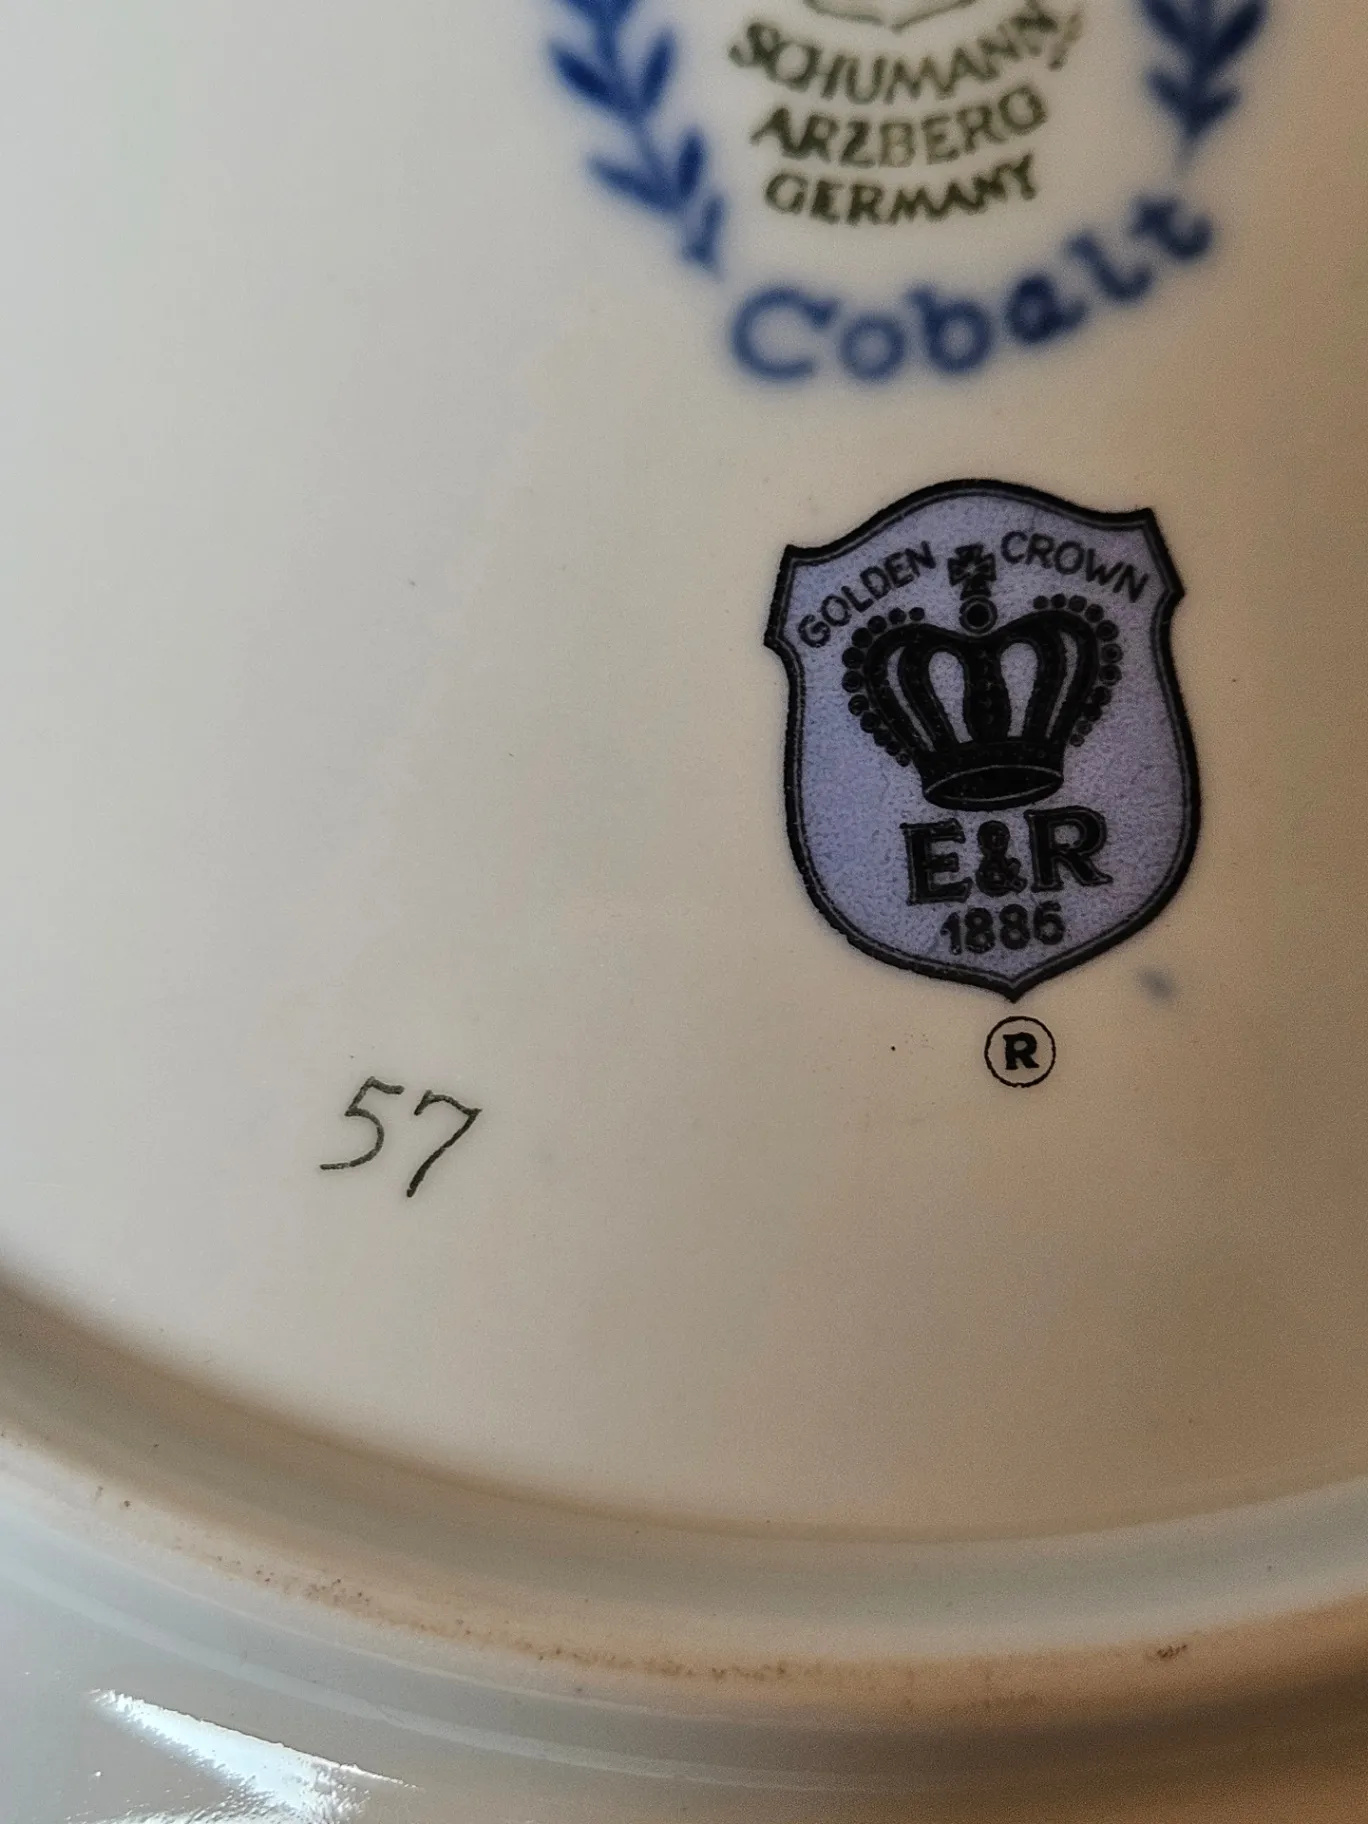 SCHUMANN
ARZBERG
GERMANY
Cobalt
GOLDEN CROWN
E&R
1886
®
57